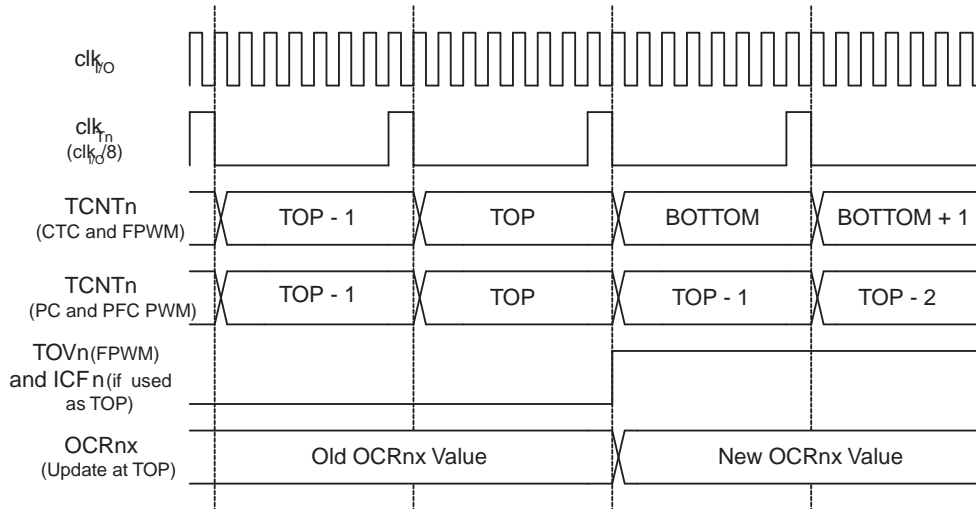 clkI/O
clkTn
(clkI/O/8)
TCNTn
(CTC and FPWM)
TOP - 1
TOP
BOTTOM
BOTTOM + 1
TCNTn
(PC and PFC PWM)
TOP - 1
TOP
TOP - 1
TOP - 2
TOVn(FPWM)
and ICFn(if used
as TOP)
OCRnx
(Update at TOP)
Old OCRnx Value
New OCRnx Value